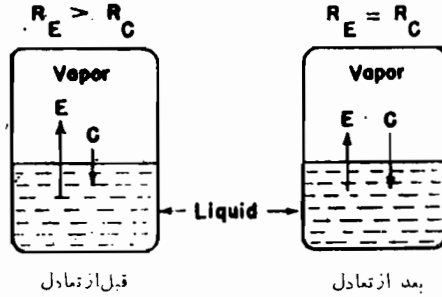 R_E > R_C
R_E = R_C
Vapor
Vapor
E
C
E
C
Liquid
قبل از تعادل
بعد از تعادل